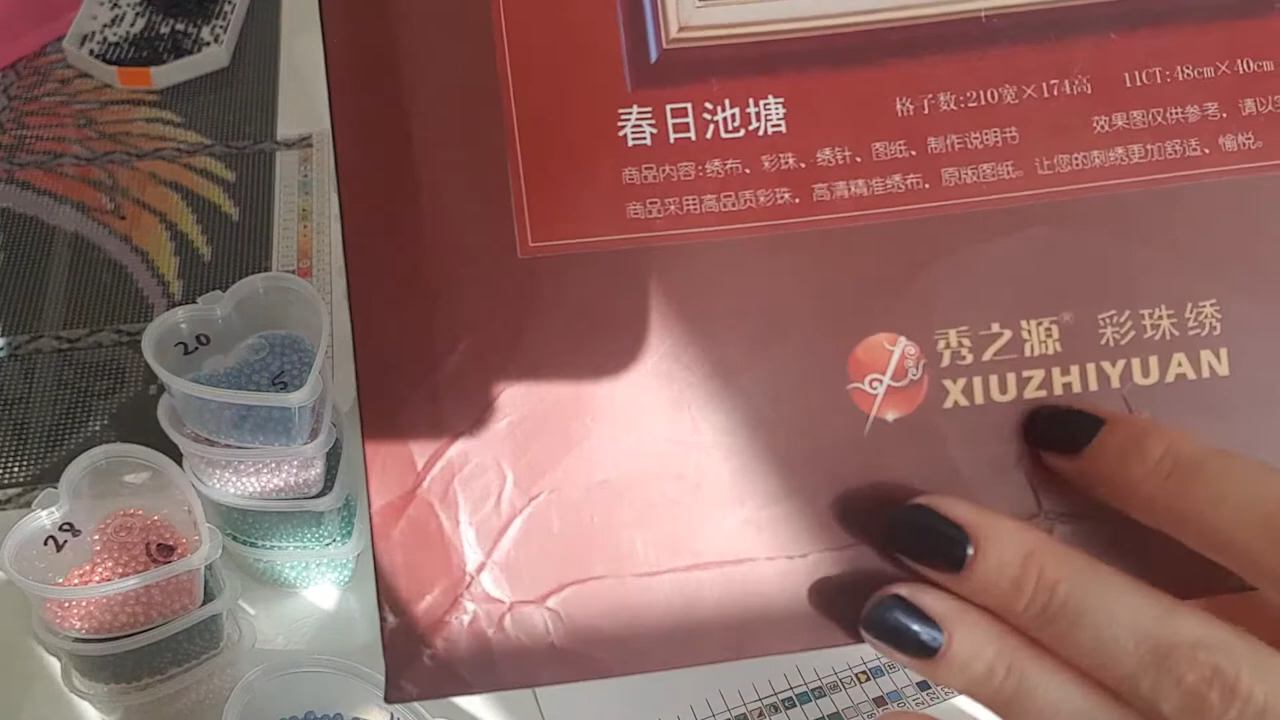 春日池塘
格子数:210宽×174高
11CT:48cm×40cm
商品内容:绣布、彩珠、绣针、图纸、制作说明书
效果图仅供参考，请以
商品采用高品质彩珠，高清精准绣布，原版图纸。让您的刺绣更加舒适、愉悦。
秀之源® 彩珠绣
XIUZHIYUAN
20
5
28